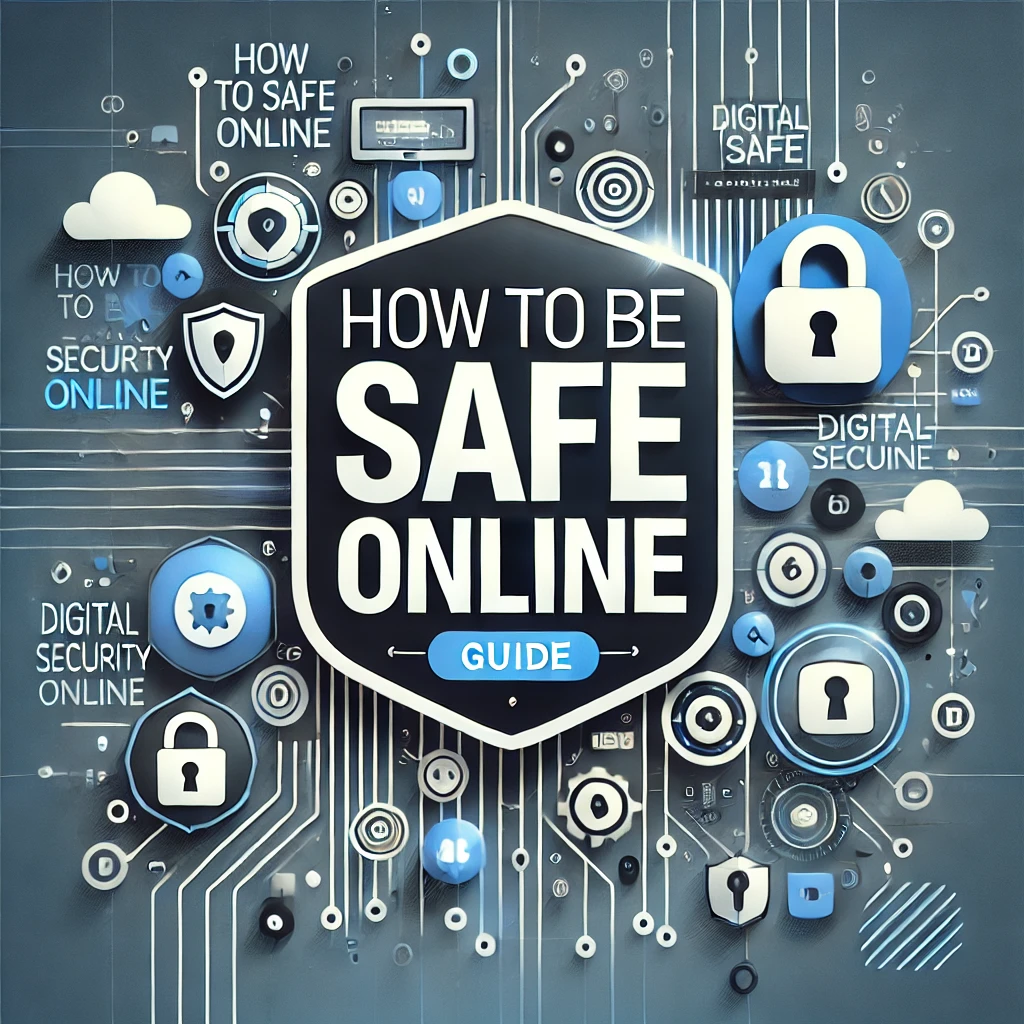 HOW
TO SAFE
ONLINE
DIGITAL
SAFE
HOW TO
TO
SECURTY
ONLINE
HOW TO BE
SAFE
ONLINE
GUIDE
DIGITAL
SECUINE
DIGITAL
SECURITY
ONLINE